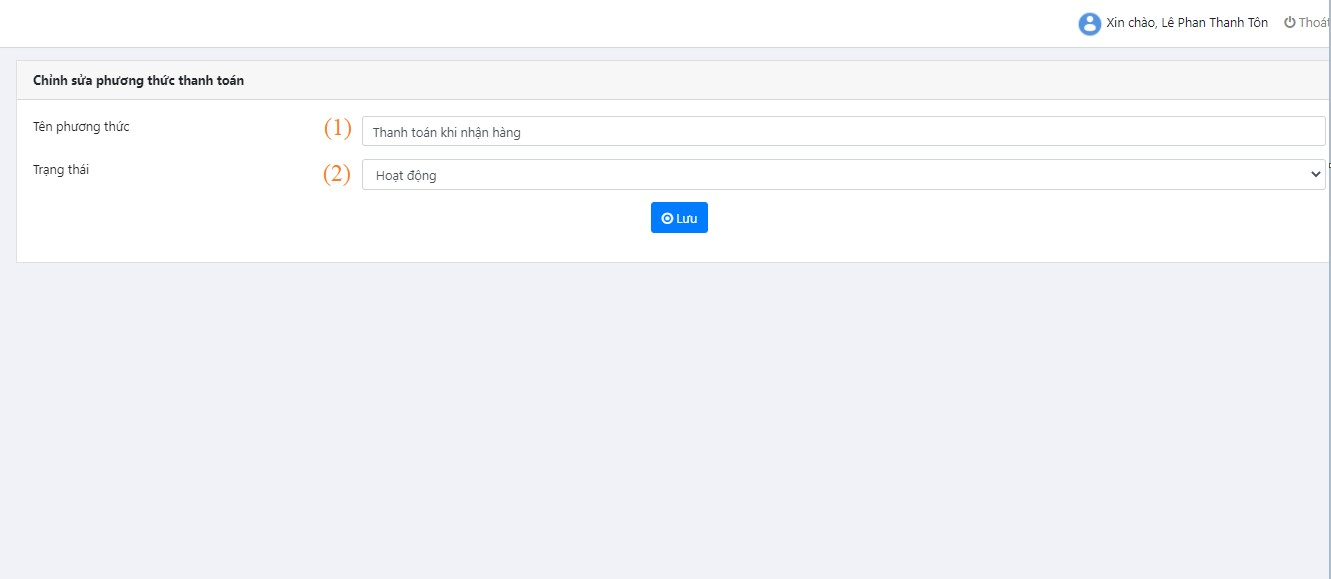 Xin chào, Lê Phan Thanh Tôn Thoát
Chỉnh sửa phương thức thanh toán
Tên phương thức (1) Thanh toán khi nhận hàng
Trạng thái (2) Hoạt động
Lưu